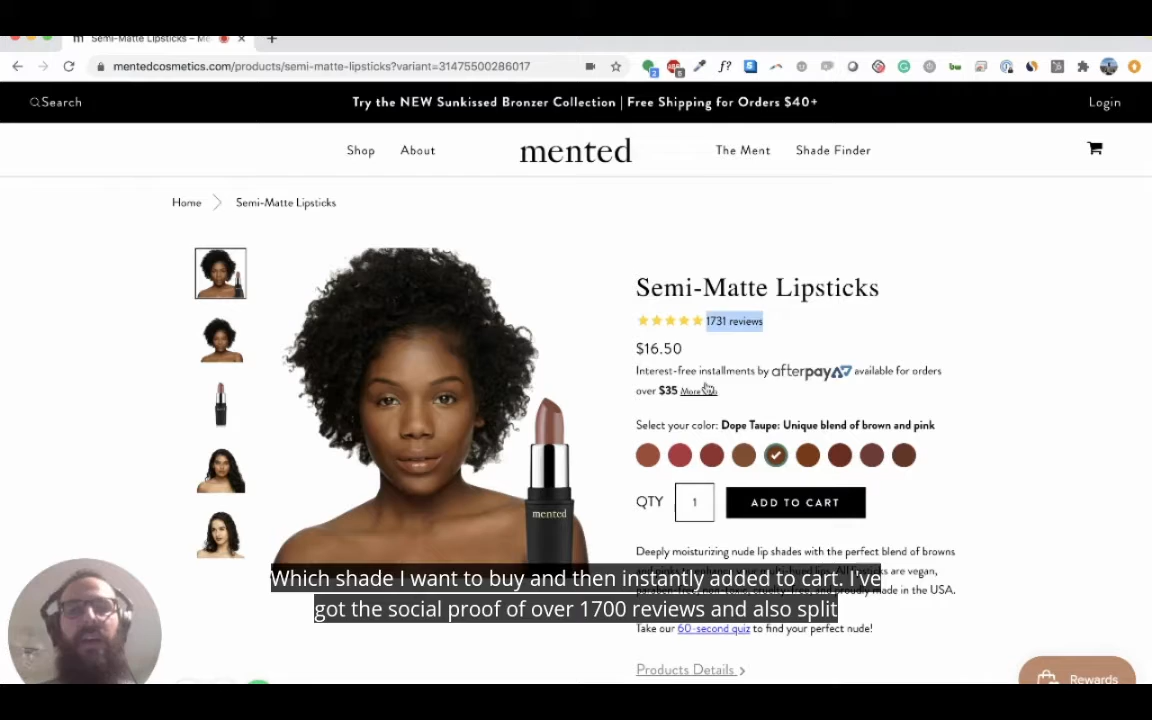 Semi-Matte Lipsticks – Me
mentedcosmetics.com/products/semi-matte-lipsticks?variant=31475500286017
Search
Try the NEW Sunkissed Bronzer Collection | Free Shipping for Orders $40+
Login
Shop
About
mented
The Ment
Shade Finder
Home
Semi-Matte Lipsticks
Semi-Matte Lipsticks
1731 reviews
$16.50
Interest-free installments by afterpay available for orders
over $35 More
Select your color: Dope Taupe: Unique blend of brown and pink
mented
QTY
1
ADD TO CART
Deeply moisturizing nude lip shades with the perfect blend of browns
are vegan,
made in the USA.
Which shade I want to buy and then instantly added to cart. I've
got the social proof of over 1700 reviews and also split
Take our 60-second quiz to find your perfect nude!
Products Details
Rewards